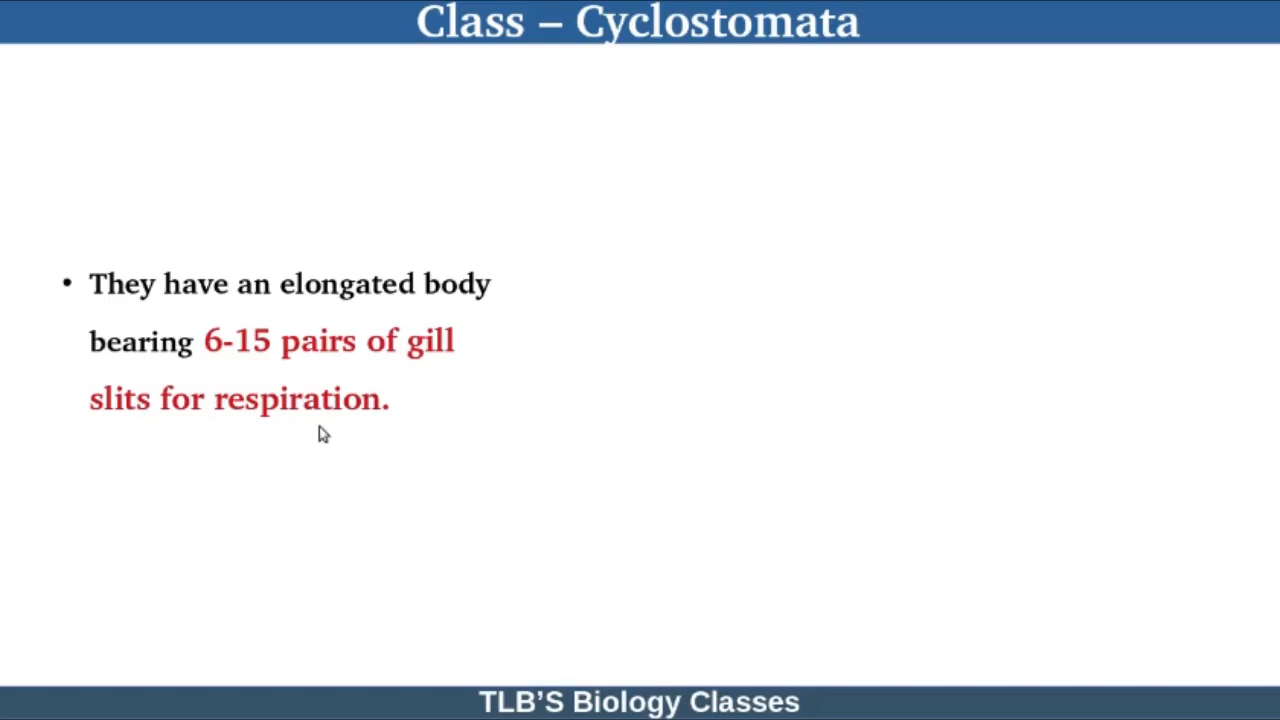 Class – Cyclostomata
• They have an elongated body
bearing 6-15 pairs of gill
slits for respiration.
TLB’S Biology Classes